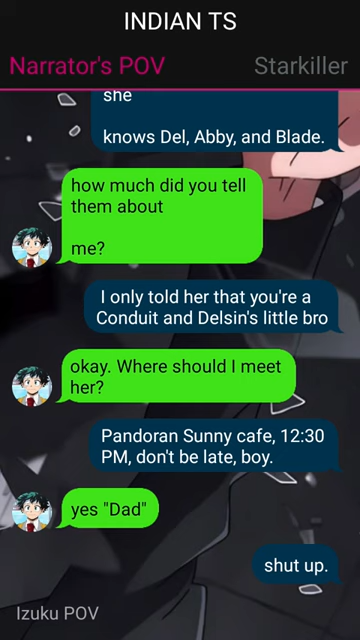 INDIAN TS
Narrator's POV
Starkiller
she
knows Del, Abby, and Blade.
how much did you tell
them about
me?
I only told her that you're a
Conduit and Delsin's little bro
okay. Where should I meet
her?
Pandoran Sunny cafe, 12:30
PM, don't be late, boy.
yes "Dad"
shut up.
Izuku POV